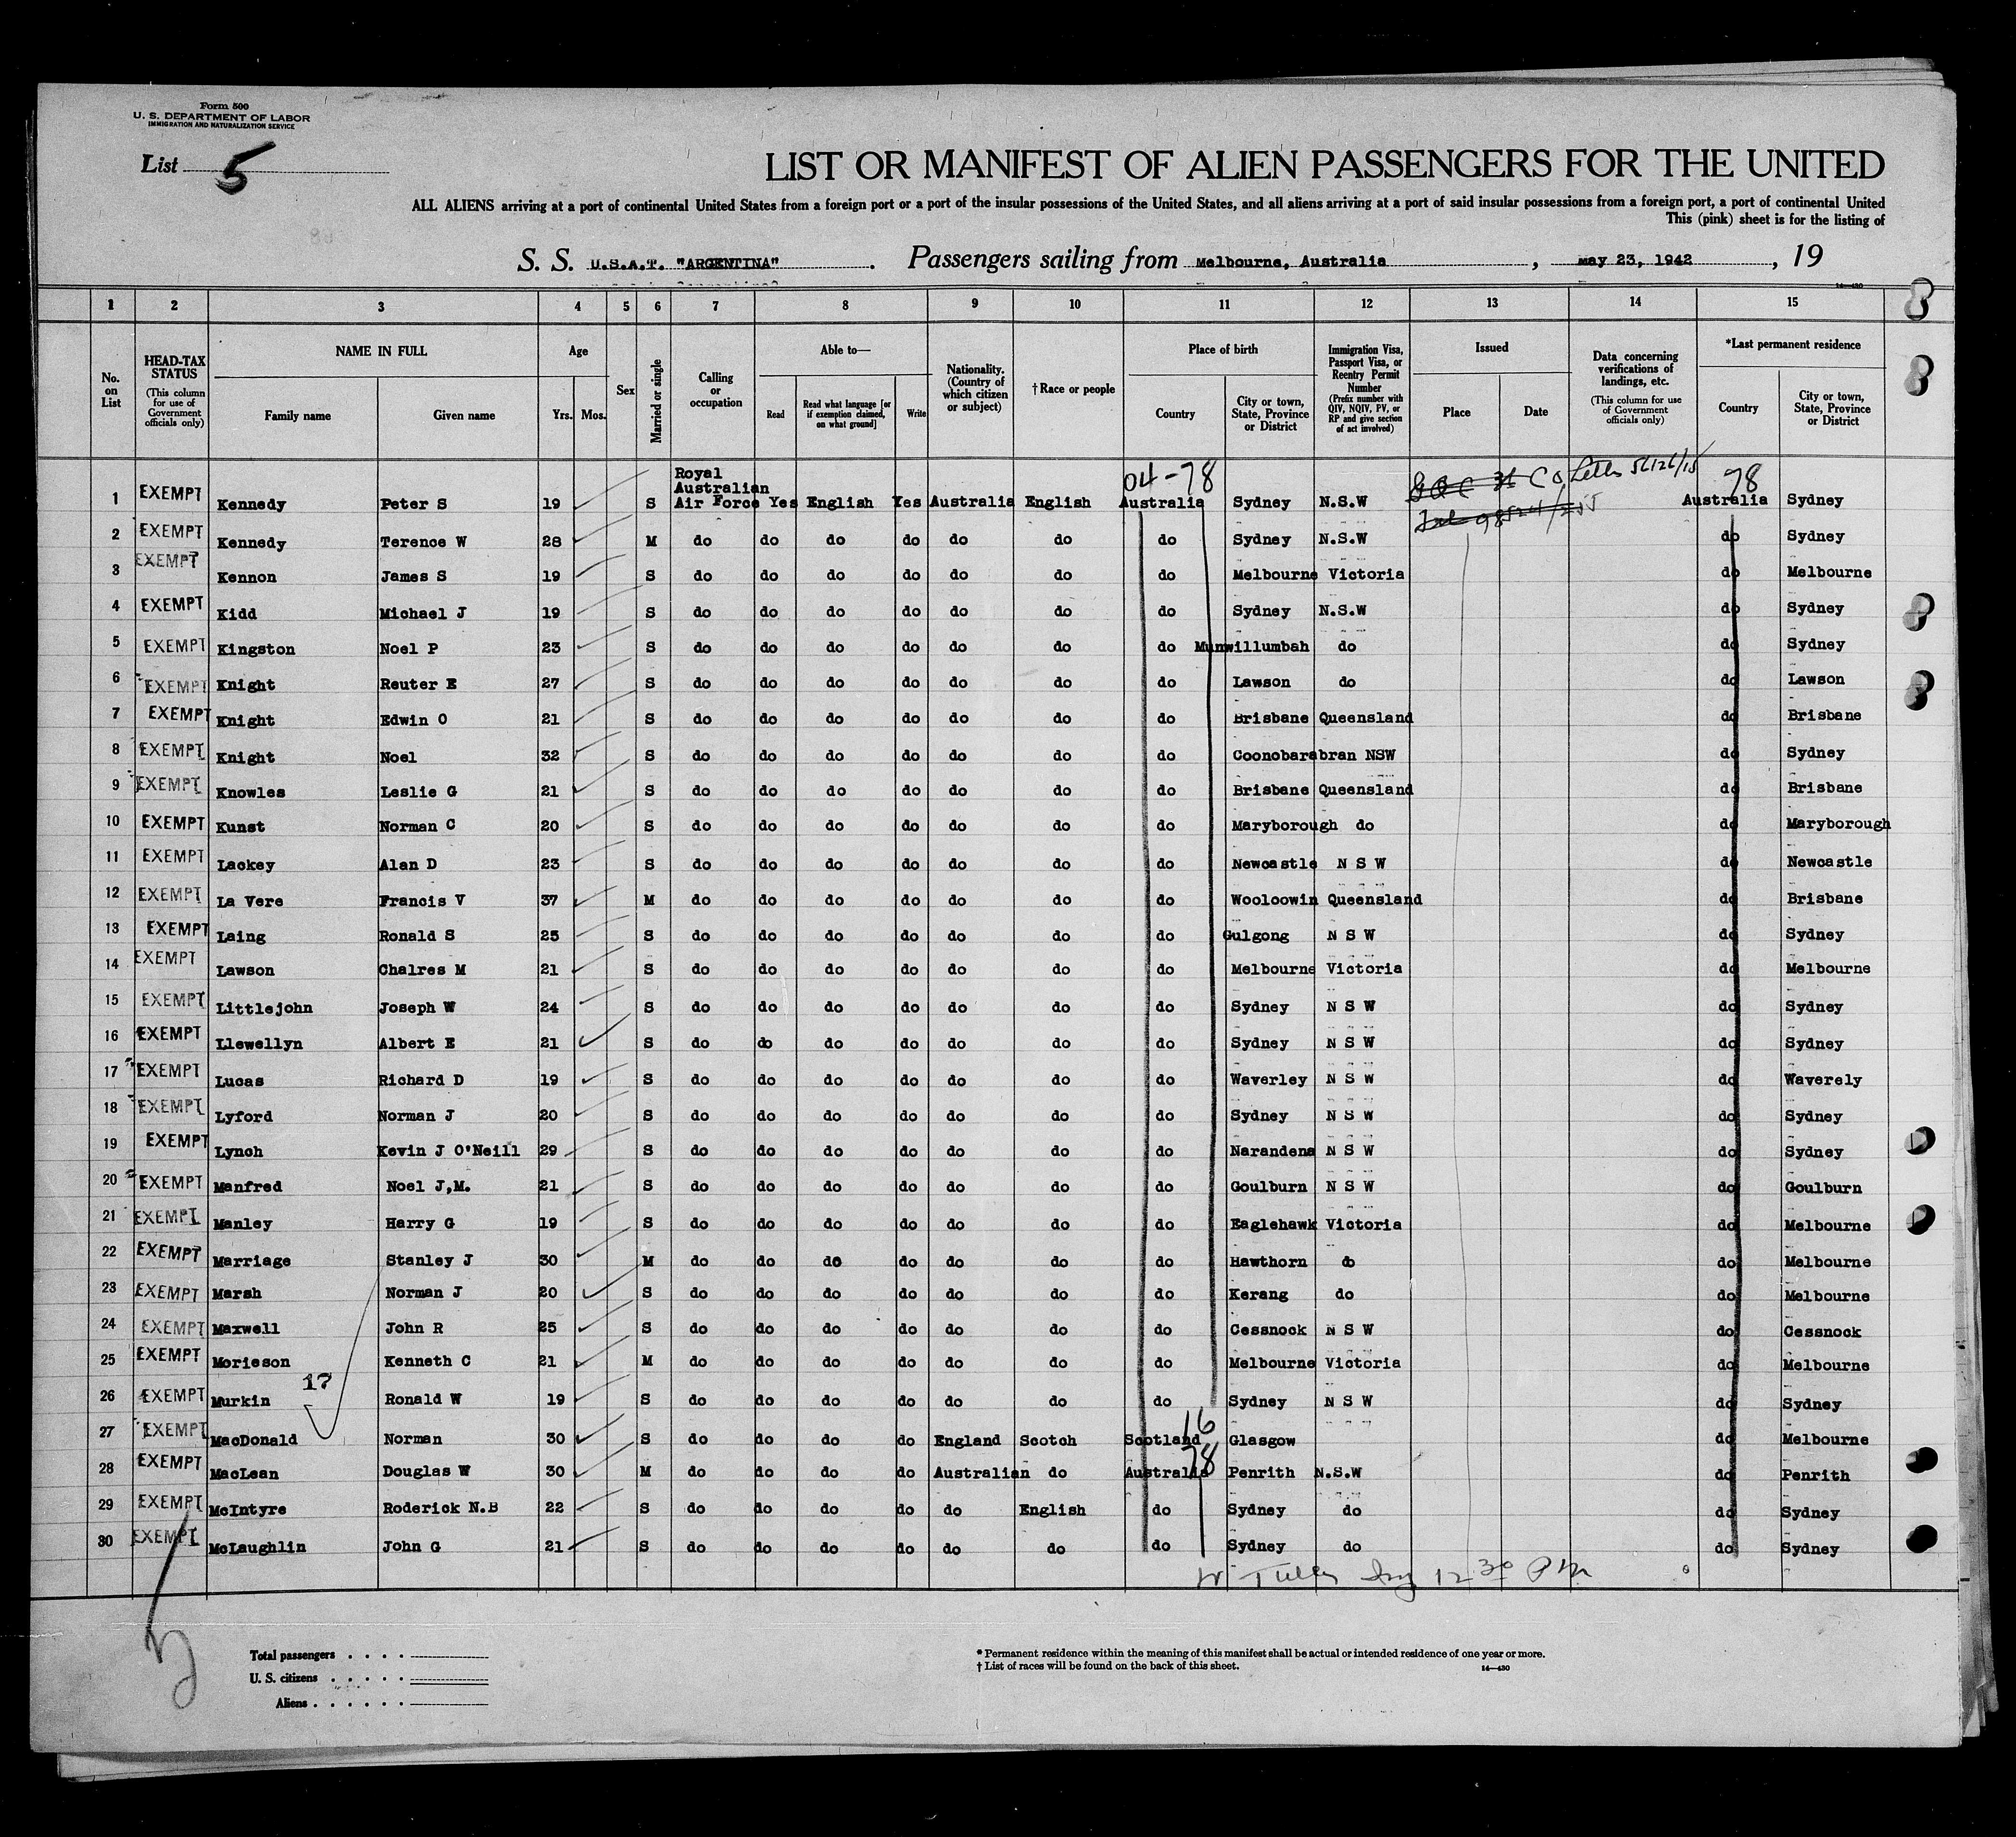 Form 500
U. S. DEPARTMENT OF LABOR
IMMIGRATION AND NATURALIZATION SERVICE
List 5
LIST OR MANIFEST OF ALIEN PASSENGERS FOR THE UNITED
ALL ALIENS arriving at a port of continental United States from a foreign port or a port of the insular possessions of the United States, and all aliens arriving at a port of said insular possessions from a foreign port, a port of continental United
This (pink) sheet is for the listing of
S. S. U.S.A.T. "ARGENTINA" . Passengers sailing from Melbourne, Australia , May 23, 1942 , 19
14—430
1 2 3 4 5 6 7 8 9 10 11 12 13 14 15
No. on List
HEAD-TAX STATUS (This column for use of Government officials only)
NAME IN FULL Family name Given name
Age Yrs. Mos.
Sex
Married or single
Calling or occupation
Able to— Read Read what language [or if exemption claimed, on what ground] Write
Nationality. (Country of which citizen or subject)
† Race or people
Place of birth Country City or town, State, Province or District
Immigration Visa, Passport Visa, or Reentry Permit Number (Prefix number with QIV, NQIV, PV, or RP and give section of act involved)
Issued Place Date
Data concerning verifications of landings, etc. (This column for use of Government officials only)
*Last permanent residence Country City or town, State, Province or District
04-78 C O Letter 56126/15 78
1 EXEMPT Kennedy Peter S 19 S Royal Australian Air Force Yes English Yes Australia English Australia Sydney N.S.W Australia Sydney
2 EXEMPT Kennedy Terence W 28 M do do do do do do do Sydney N.S.W do Sydney
3 EXEMPT Kennon James S 19 S do do do do do do do Melbourne Victoria do Melbourne
4 EXEMPT Kidd Michael J 19 S do do do do do do do Sydney N.S.W do Sydney
5 EXEMPT Kingston Noel P 23 S do do do do do do do Munwillumbah do do Sydney
6 EXEMPT Knight Reuter E 27 S do do do do do do do Lawson do do Lawson
7 EXEMPT Knight Edwin O 21 S do do do do do do do Brisbane Queensland do Brisbane
8 EXEMPT Knight Noel 32 S do do do do do do do Coonobarabran NSW do Sydney
9 EXEMPT Knowles Leslie G 21 S do do do do do do do Brisbane Queensland do Brisbane
10 EXEMPT Kunst Norman C 20 S do do do do do do do Maryborough do do Maryborough
11 EXEMPT Lackey Alan D 23 S do do do do do do do Newcastle N S W do Newcastle
12 EXEMPT La Vere Francis V 37 M do do do do do do do Wooloowin Queensland do Brisbane
13 EXEMPT Laing Ronald S 25 S do do do do do do do Gulgong N S W do Sydney
14 EXEMPT Lawson Chalres M 21 S do do do do do do do Melbourne Victoria do Melbourne
15 EXEMPT Littlejohn Joseph W 24 S do do do do do do do Sydney N S W do Sydney
16 EXEMPT Llewellyn Albert E 21 S do do do do do do do Sydney N S W do Sydney
17 EXEMPT Lucas Richard D 19 S do do do do do do do Waverley N S W do Waverely
18 EXEMPT Lyford Norman J 20 S do do do do do do do Sydney N S W do Sydney
19 EXEMPT Lynch Kevin J O'Neill 29 S do do do do do do do Narandena N S W do Sydney
20 EXEMPT Manfred Noel J,M. 21 S do do do do do do do Goulburn N S W do Goulburn
21 EXEMPT Manley Harry G 19 S do do do do do do do Eaglehawk Victoria do Melbourne
22 EXEMPT Marriage Stanley J 30 M do do do do do do do Hawthorn do do Melbourne
23 EXEMPT Marsh Norman J 20 S do do do do do do do Kerang do do Melbourne
24 EXEMPT Maxwell John R 25 S do do do do do do do Cessnock N S W do Cessnock
25 EXEMPT Morieson Kenneth C 21 M do do do do do do do Melbourne Victoria do Melbourne
17
26 EXEMPT Murkin Ronald W 19 S do do do do do do do Sydney N S W do Sydney
16
27 EXEMPT MacDonald Norman 30 S do do do do England Scotch Scotland Glasgow do Melbourne
78
28 EXEMPT MacLean Douglas W 30 M do do do do Australian do Australia Penrith N.S.W do Penrith
29 EXEMPT McIntyre Roderick N.B 22 S do do do do do English do Sydney do do Sydney
30 EXEMPT McLaughlin John G 21 S do do do do do do do Sydney do do Sydney
12 30 PM
Total passengers
U. S. citizens
Aliens
* Permanent residence within the meaning of this manifest shall be actual or intended residence of one year or more.
† List of races will be found on the back of this sheet.
14—430